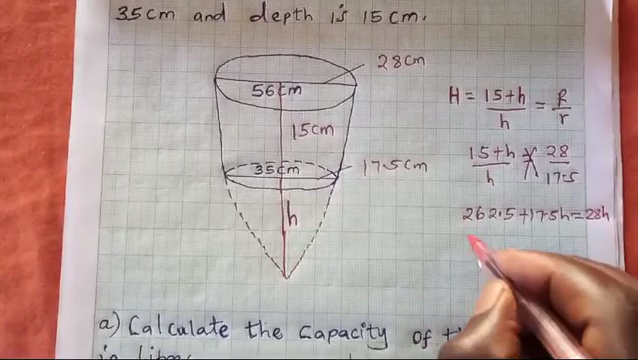 35cm and depth is 15cm.
28cm
56cm
H = 15+h/h = R/r
15cm
15+h/h 28/17.5
35cm
17.5cm
262.5+17.5h=28h
h
a) Calculate the capacity of
in